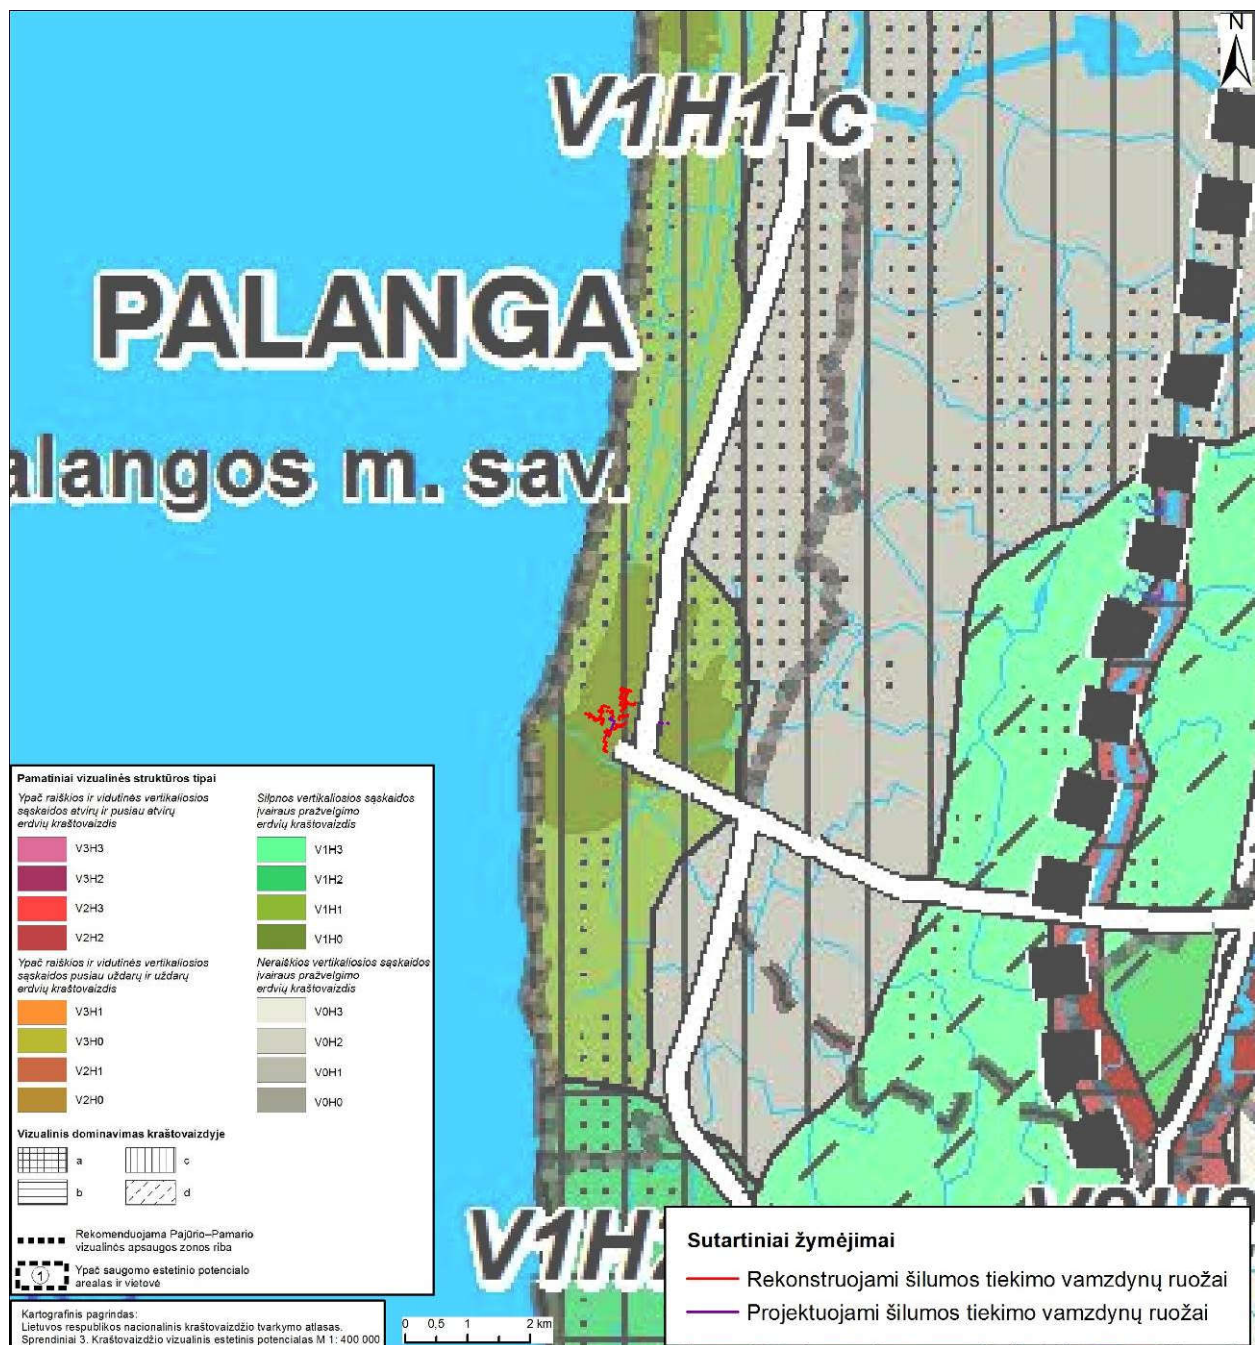 N
V1H1-c
PALANGA
alangos m. sav.
Pamatiniai vizualinės struktūros tipai
Ypač raiškios ir vidutinės vertikaliosios
sąskaidos atvirų ir pusiau atvirų
erdvių kraštovaizdis
V3H3
V3H2
V2H3
V2H2
Ypač raiškios ir vidutinės vertikaliosios
sąskaidos pusiau uždarų ir uždarų
erdvių kraštovaizdis
V3H1
V3H0
V2H1
V2H0
Silpnos vertikaliosios sąskaidos
įvairaus pražvelgimo
erdvių kraštovaizdis
V1H3
V1H2
V1H1
V1H0
Neraiškios vertikaliosios sąskaidos
įvairaus pražvelgimo
erdvių kraštovaizdis
V0H3
V0H2
V0H1
V0H0
Vizualinis dominavimas kraštovaizdyje
a
c
b
d
Rekomenduojama Pajūrio–Pamario
vizualinės apsaugos zonos riba
1
Ypač saugomo estetinio potencialo
arealas ir vietovė
Kartografinis pagrindas:
Lietuvos respublikos nacionalinis kraštovaizdžio tvarkymo atlasas.
Sprendiniai 3. Kraštovaizdžio vizualinis estetinis potencialas M 1: 400 000
0 0,5 1 2 km
V1H
Sutartiniai žymėjimai
Rekonstruojami šilumos tiekimo vamzdynų ruožai
Projektuojami šilumos tiekimo vamzdynų ruožai